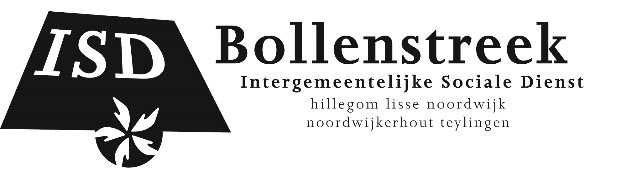 ISD
Bollenstreek
Intergemeentelijke Sociale Dienst
hillegom lisse noordwijk
noordwijkerhout teylingen